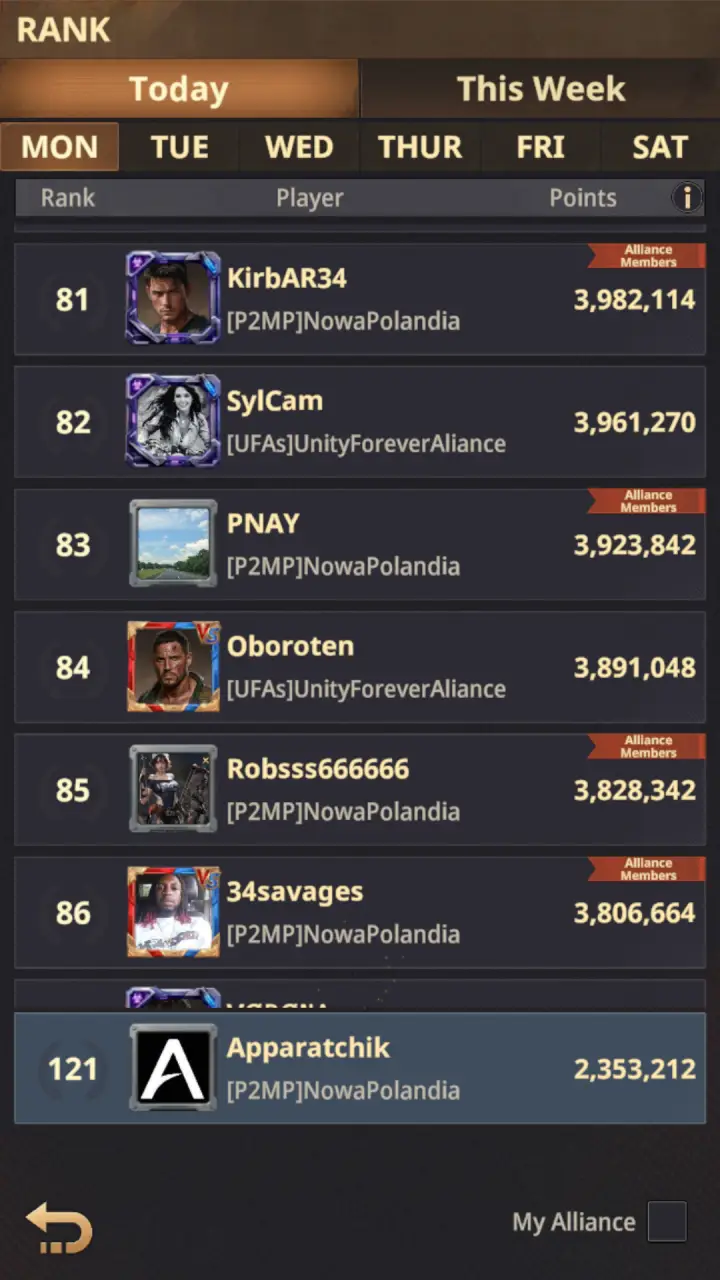 RANK
Today
This Week
MON
TUE
WED
THUR
FRI
SAT
Rank
Player
Points
81
KirbAR34
[P2MP]NowaPolandia
Alliance
Members
3,982,114
82
SylCam
[UFAs]UnityForeverAliance
3,961,270
83
PNAY
[P2MP]NowaPolandia
Alliance
Members
3,923,842
84
Oboroten
[UFAs]UnityForeverAliance
3,891,048
85
Robsss666666
[P2MP]NowaPolandia
Alliance
Members
3,828,342
86
34savages
[P2MP]NowaPolandia
Alliance
Members
3,806,664
121
Apparatchik
[P2MP]NowaPolandia
2,353,212
My Alliance